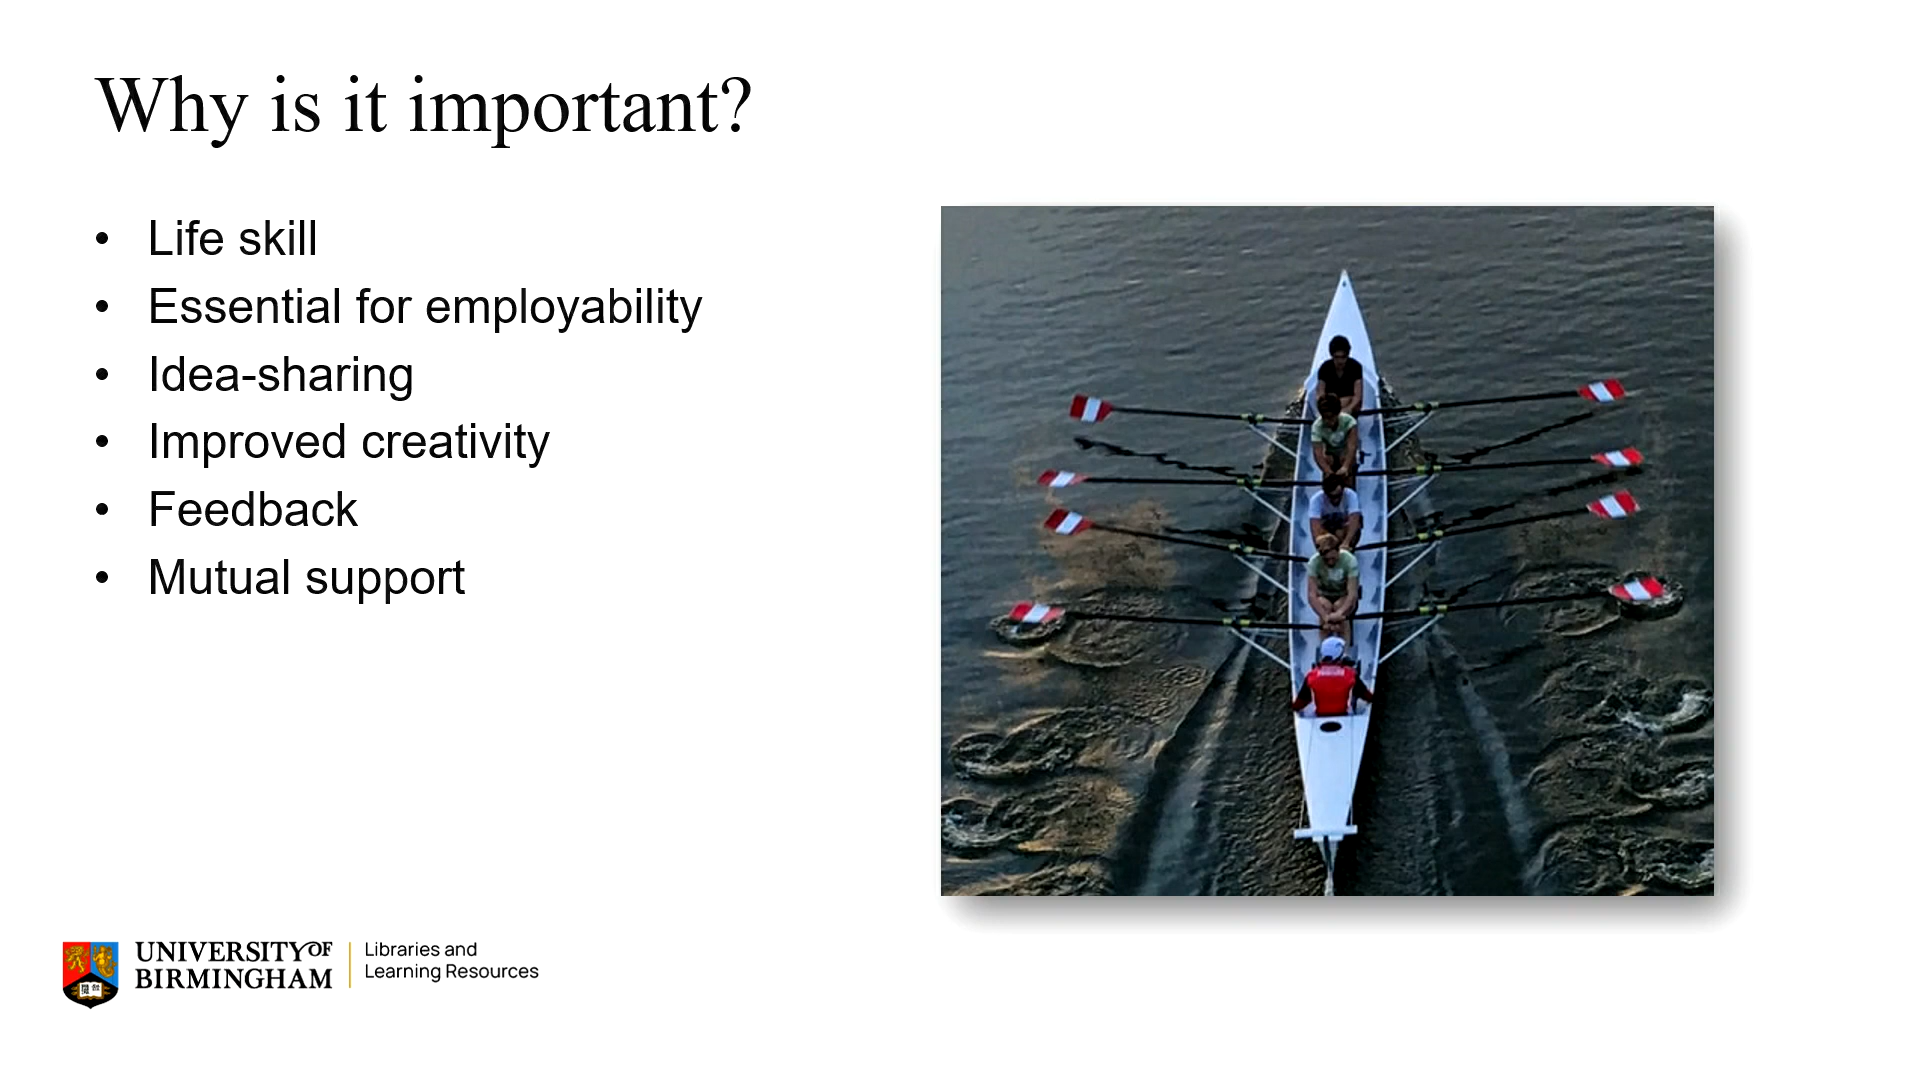 Why is it important?
• Life skill
• Essential for employability
• Idea-sharing
• Improved creativity
• Feedback
• Mutual support
UNIVERSITY OF
BIRMINGHAM
Libraries and
Learning Resources